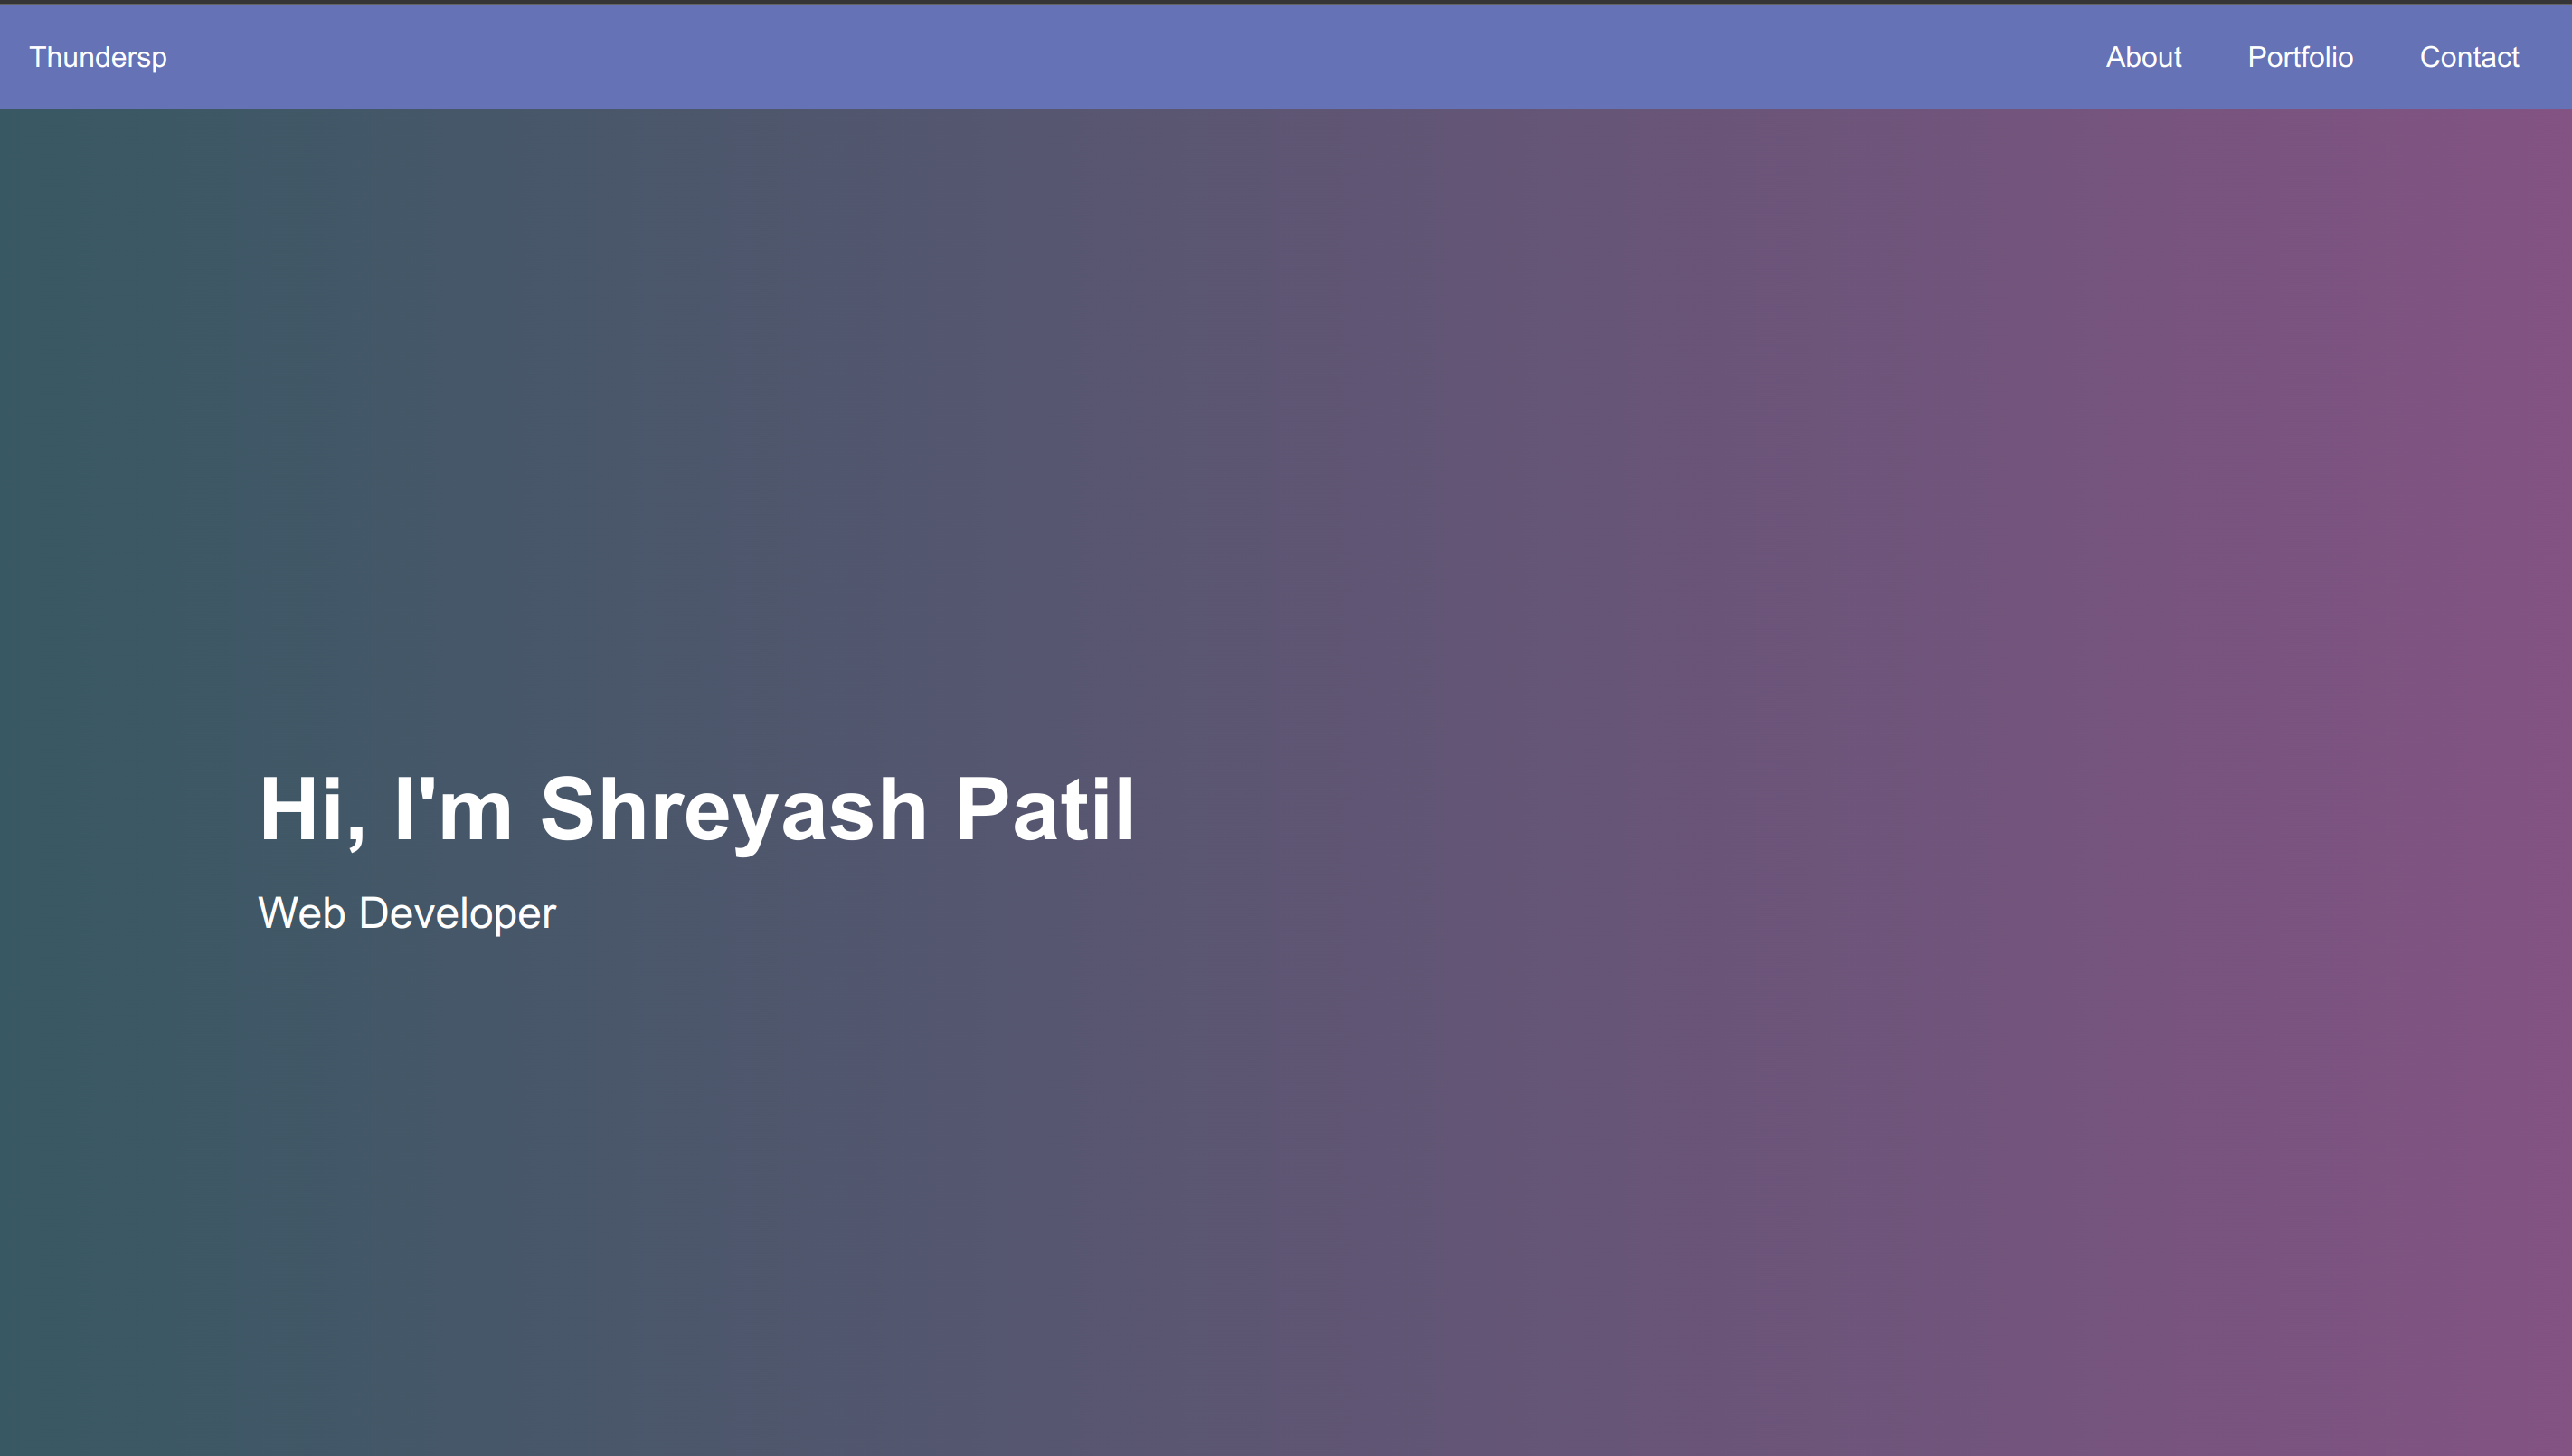 Thundersp About Portfolio Contact
Hi, I'm Shreyash Patil
Web Developer